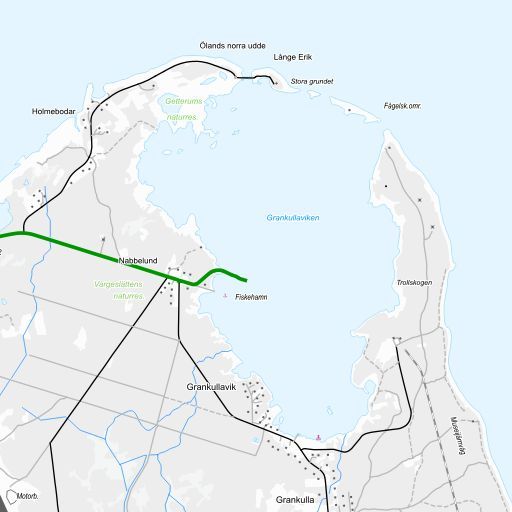 Ölands norra udde
Långe Erik
Stora grundet
Getterums
naturres.
Fågelsk.omr.
Holmebodar
Grankullaviken
Nabbelund
Vargeslättens
naturres.
Trollskogen
Fiskehamn
Grankullavik
Museijärnväg
Motorb.
Grankulla